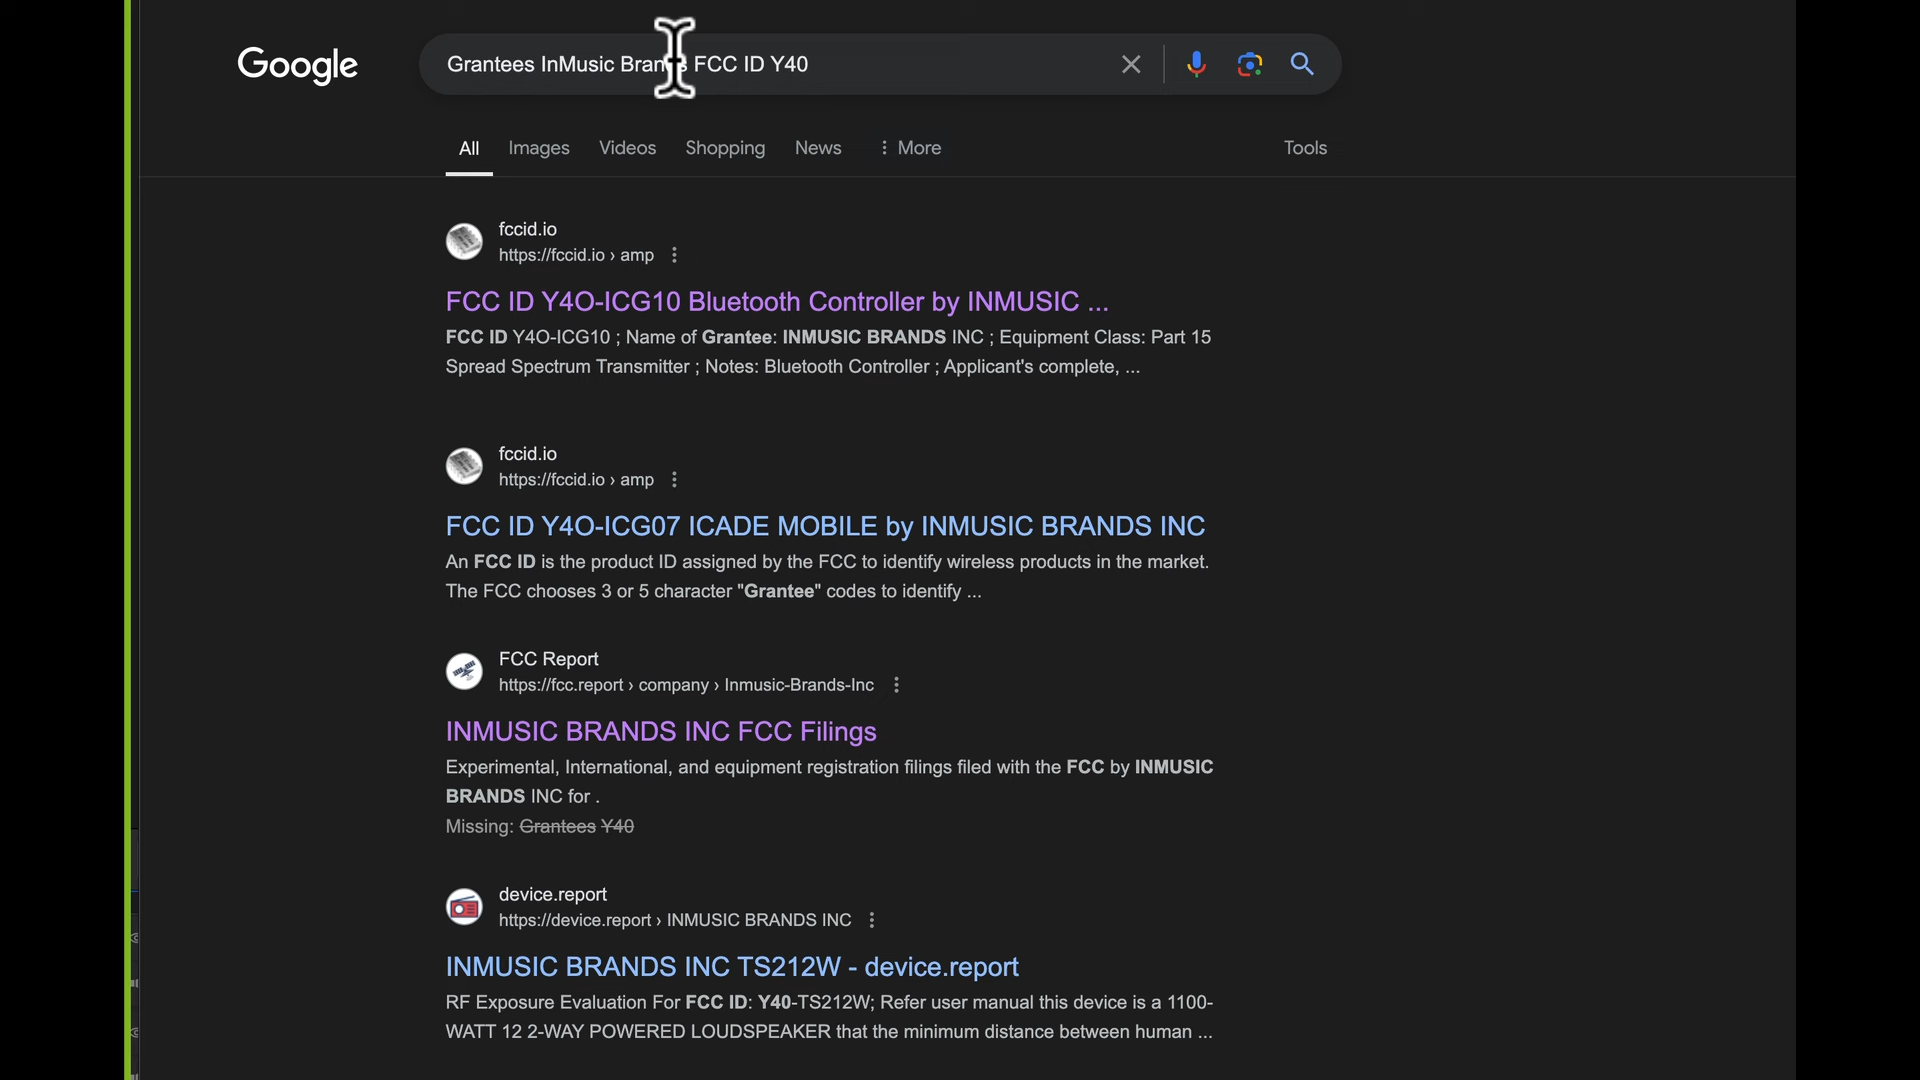 Google
Grantees InMusic Brands FCC ID Y40
All Images Videos Shopping News More Tools
fccid.io
https://fccid.io › amp
FCC ID Y4O-ICG10 Bluetooth Controller by INMUSIC ...
FCC ID Y4O-ICG10 ; Name of Grantee: INMUSIC BRANDS INC ; Equipment Class: Part 15
Spread Spectrum Transmitter ; Notes: Bluetooth Controller ; Applicant's complete, ...
fccid.io
https://fccid.io › amp
FCC ID Y4O-ICG07 ICADE MOBILE by INMUSIC BRANDS INC
An FCC ID is the product ID assigned by the FCC to identify wireless products in the market.
The FCC chooses 3 or 5 character "Grantee" codes to identify ...
FCC Report
https://fcc.report › company › Inmusic-Brands-Inc
INMUSIC BRANDS INC FCC Filings
Experimental, International, and equipment registration filings filed with the FCC by INMUSIC
BRANDS INC for .
Missing: Grantees Y40
device.report
https://device.report › INMUSIC BRANDS INC
INMUSIC BRANDS INC TS212W - device.report
RF Exposure Evaluation For FCC ID: Y40-TS212W; Refer user manual this device is a 1100-
WATT 12 2-WAY POWERED LOUDSPEAKER that the minimum distance between human ...